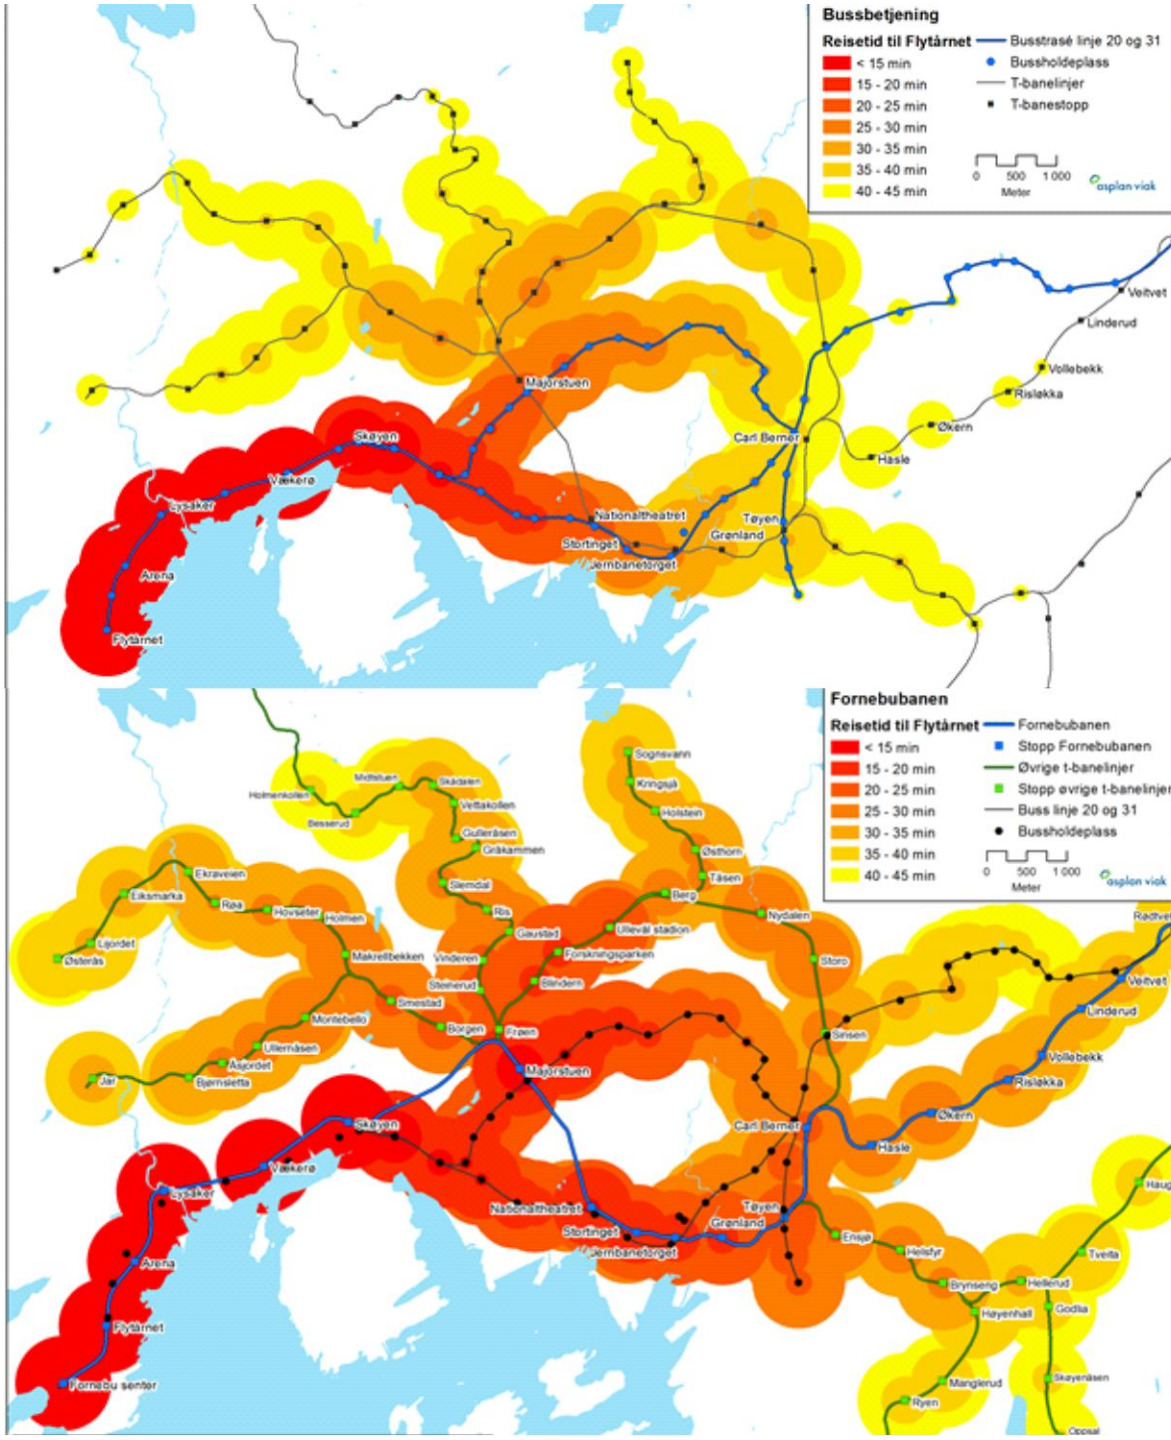 Bussbetjening
Reisetid til Flytårnet
Busstrasé linje 20 og 31
< 15 min
Bussholdeplass
15 - 20 min
T-banelinjer
20 - 25 min
T-banestopp
25 - 30 min
30 - 35 min
35 - 40 min
40 - 45 min
0 500 1 000
Meter
asplan viak
Veitvet
Linderud
Vollebekk
Risløkka
Økern
Hasle
Majorstuen
Carl Berner
Skøyen
Vækerø
Lysaker
Nationaltheatret
Tøyen
Grønland
Stortinget
Jernbanetorget
Arena
Flytårnet
Fornebubanen
Reisetid til Flytårnet
Fornebubanen
< 15 min
Stopp Fornebubanen
15 - 20 min
Øvrige t-banelinjer
20 - 25 min
Stopp øvrige t-banelinjer
25 - 30 min
Buss linje 20 og 31
30 - 35 min
Bussholdeplass
35 - 40 min
40 - 45 min
0 500 1 000
Meter
asplan viak
Sognsvann
Kringsjå
Holstein
Østhorn
Tåsen
Berg
Nydalen
Ullevål stadion
Forskningsparken
Blindern
Storo
Sinsen
Rødtvet
Veitvet
Linderud
Vollebekk
Risløkka
Økern
Hasle
Carl Berner
Midtstuen
Skådalen
Holmenkollen
Besserud
Vettakollen
Gulleråsen
Gråkammen
Slemdal
Ris
Gaustad
Vinderen
Steinerud
Frøen
Borgen
Smestad
Majorstuen
Ekraveien
Eiksmarka
Røa
Hovseter
Holmen
Lijordet
Østerås
Makrellbekken
Montebello
Ullernåsen
Åsjordet
Bjørnsletta
Jar
Skøyen
Vækerø
Lysaker
Nationaltheatret
Stortinget
Jernbanetorget
Grønland
Tøyen
Ensjø
Helsfyr
Brynseng
Hellerud
Høyenhall
Godlia
Tveita
Haug
Manglerud
Ryen
Skøyenåsen
Oppsal
Arena
Flytårnet
Fornebu senter